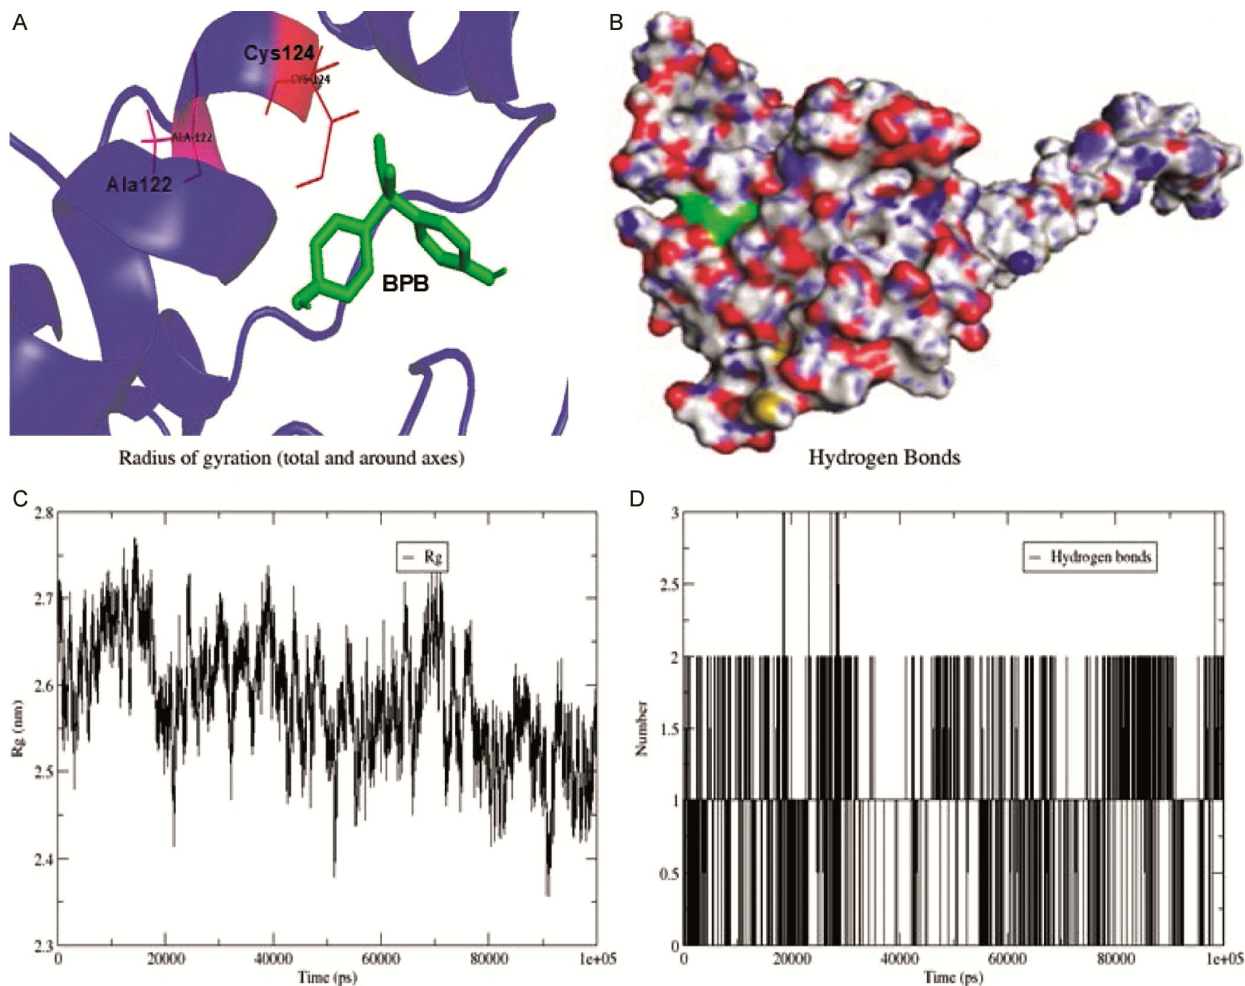 A
B
Cys124
CYS-124
ALA-122
Ala122
BPB
Radius of gyration (total and around axes)
Hydrogen Bonds
C
D
2.8
2.7
2.6
2.5
2.4
2.3
Rg (nm)
Rg
0
20000
40000
60000
80000
1e+05
Time (ps)
3
2.5
2
1.5
1
0.5
0
Number
Hydrogen bonds
0
20000
40000
60000
80000
1e+05
Time (ps)